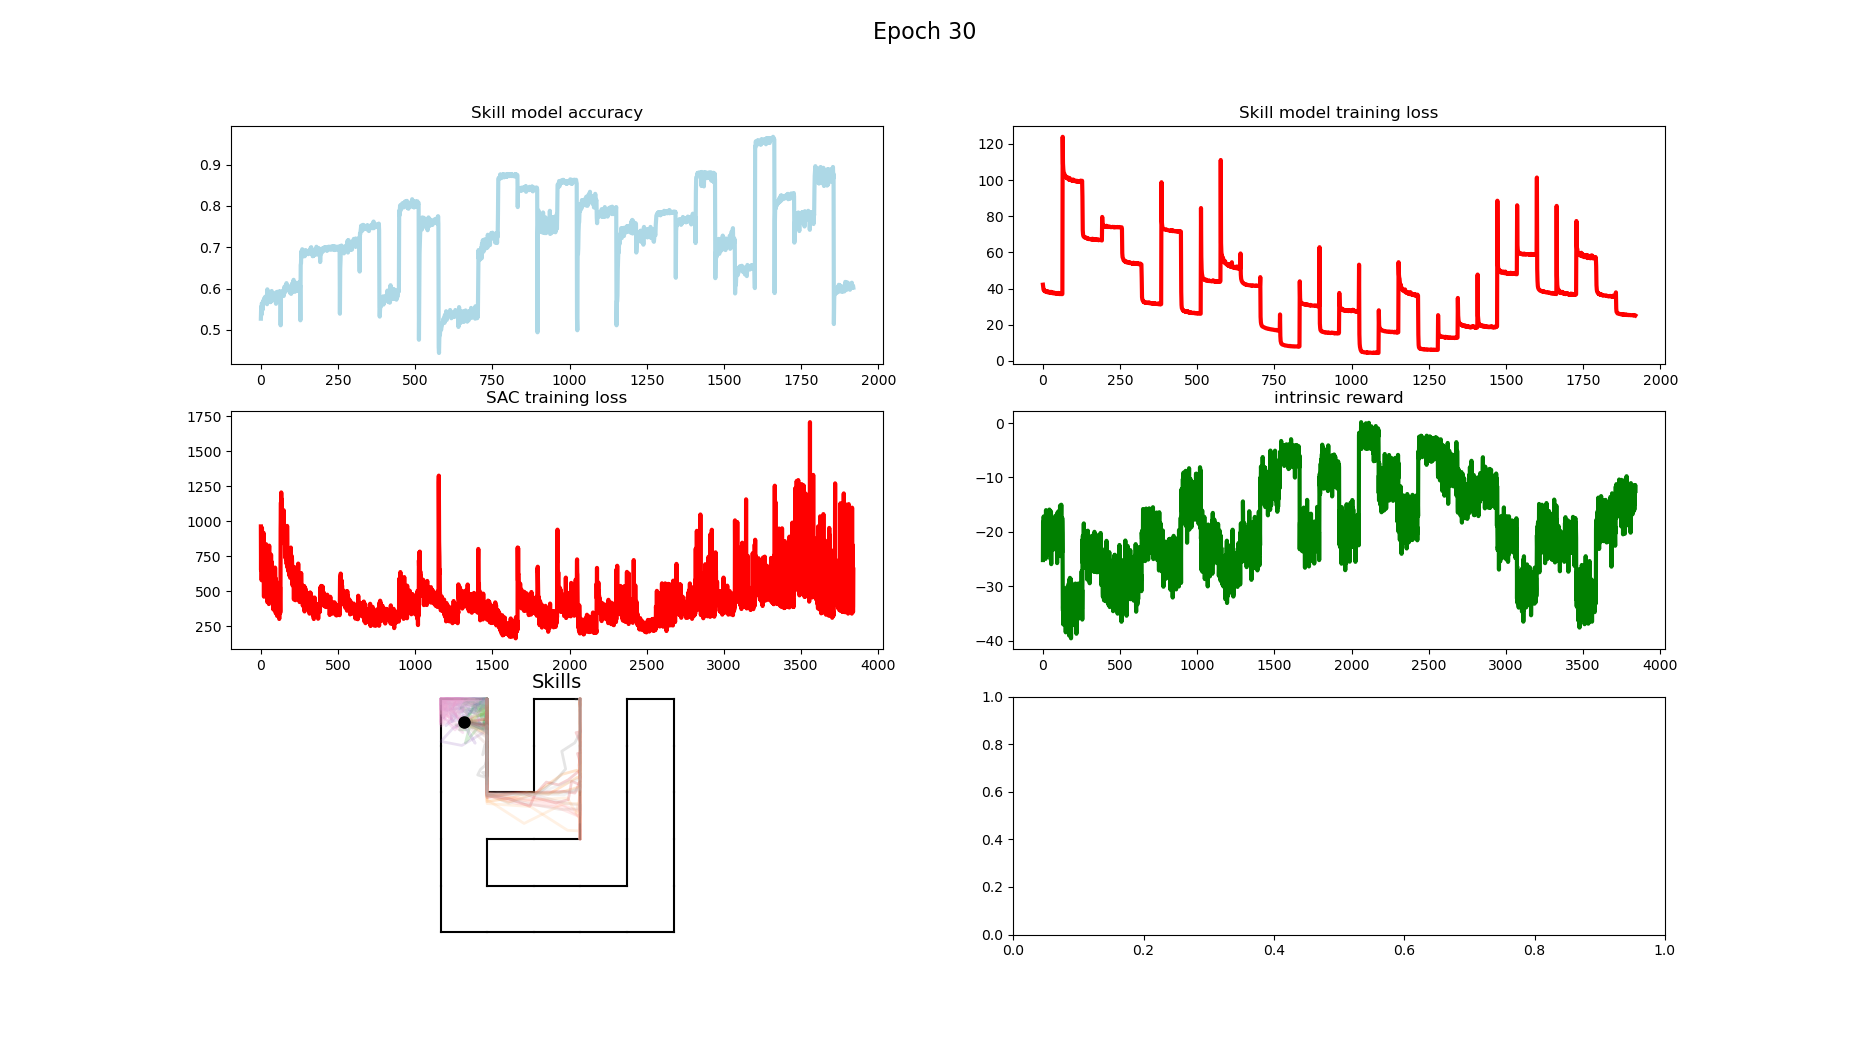 Epoch 30
Skill model accuracy
0.9
0.8
0.7
0.6
0.5
0 250 500 750 1000 1250 1500 1750 2000
Skill model training loss
120
100
80
60
40
20
0
0 250 500 750 1000 1250 1500 1750 2000
SAC training loss
1750
1500
1250
1000
750
500
250
0 500 1000 1500 2000 2500 3000 3500 4000
intrinsic reward
0
−10
−20
−30
−40
0 500 1000 1500 2000 2500 3000 3500 4000
Skills
1.0
0.8
0.6
0.4
0.2
0.0
0.0 0.2 0.4 0.6 0.8 1.0